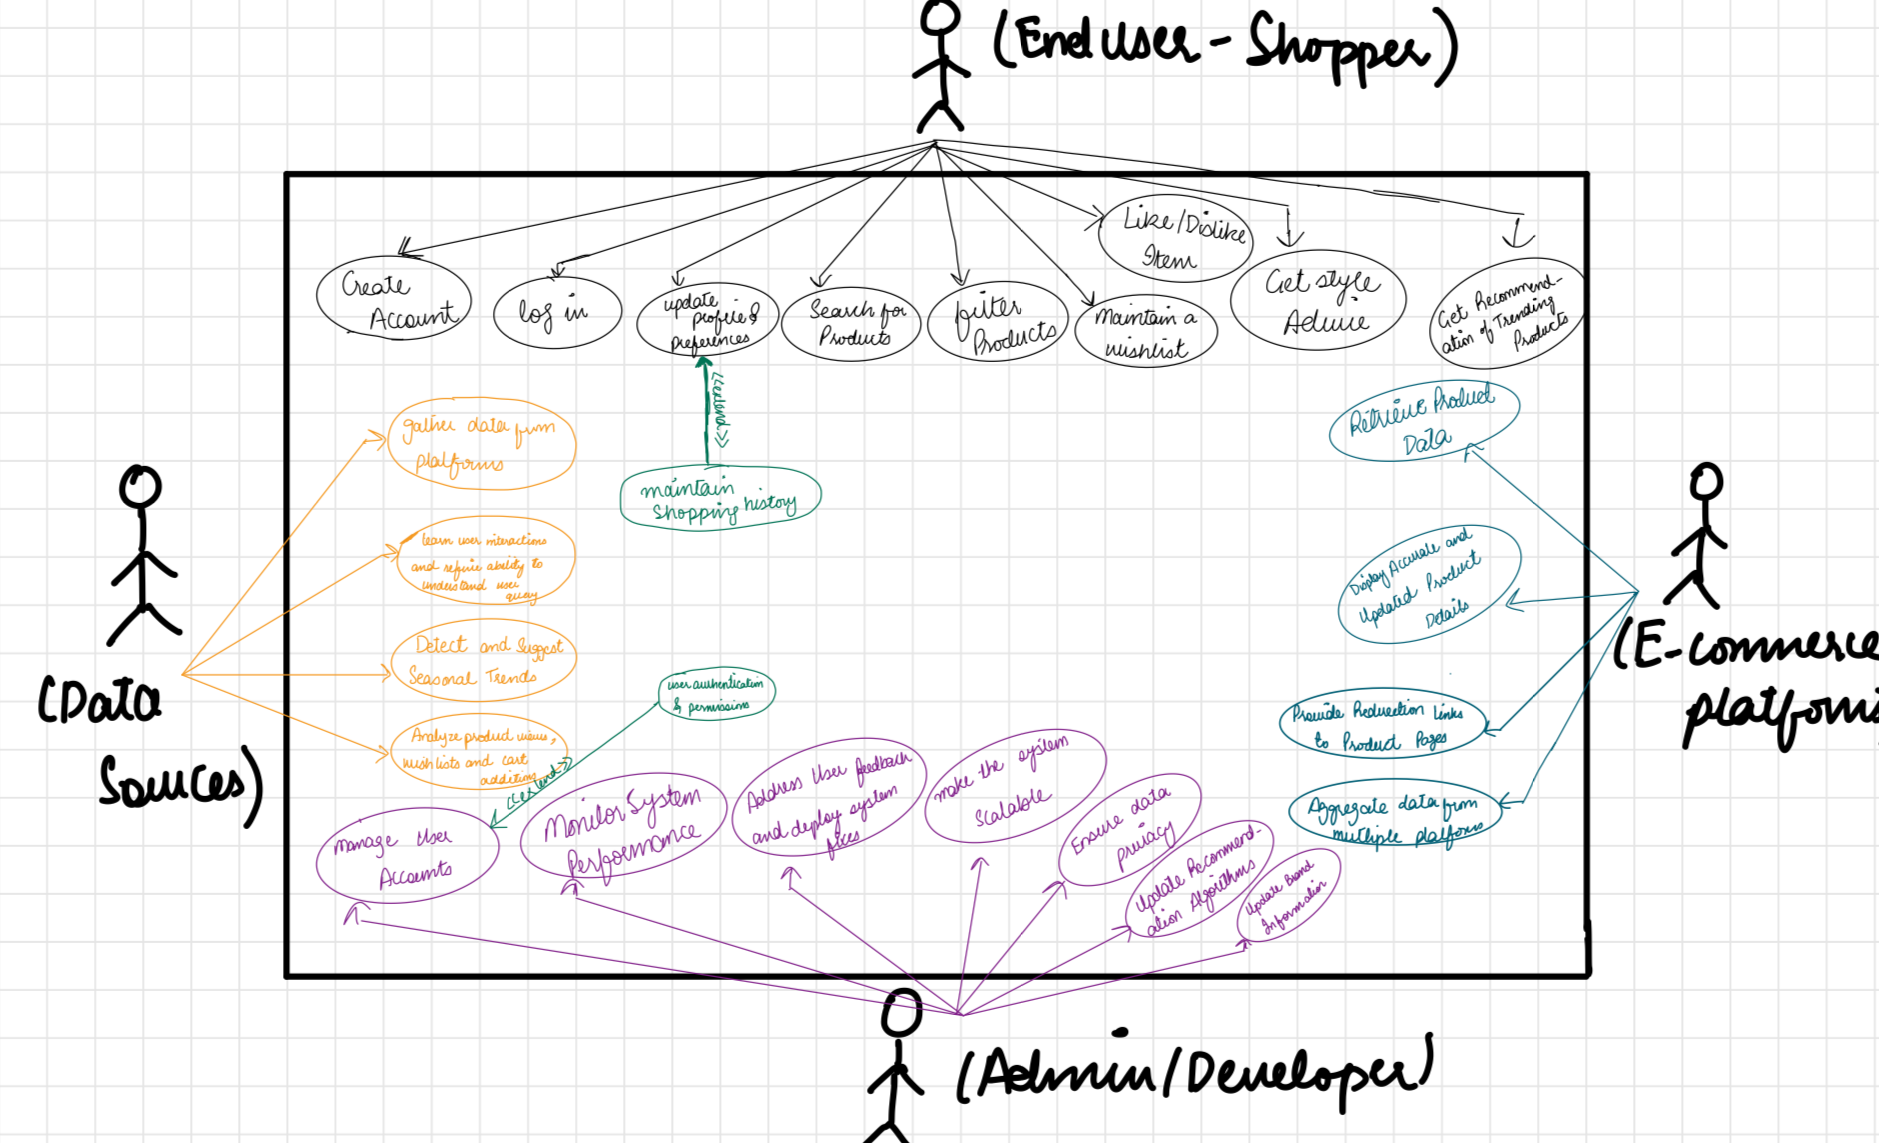 (End User - Shopper)
Like/Dislike
Item
Create
Account
log in
update
profile &
preferences
Search for
Products
filter
Products
Maintain a
wishlist
Get style
Advice
Get Recommend-
ation of Trending
Products
<<extend>>
maintain
shopping history
gather data from
platforms
learn user interactions
and refine ability to
understand user
query
Detect and Suggest
Seasonal Trends
Analyze product views,
wishlists and cart
additions
(Data
Sources)
Retrieve Product
Data
Display Accurate and
Updated Product
Details
Provide Redirection Links
to Product Pages
Aggregate data from
multiple platforms
(E-commerce
platforms
user authentication
& permissions
<<extend>>
manage User
Accounts
Monitor System
Performance
Address User feedback
and deploy system
fixes
make the system
scalable
Ensure data
privacy
Update Recommend-
ation Algorithms
Update Brand
Information
(Admin/Developer)